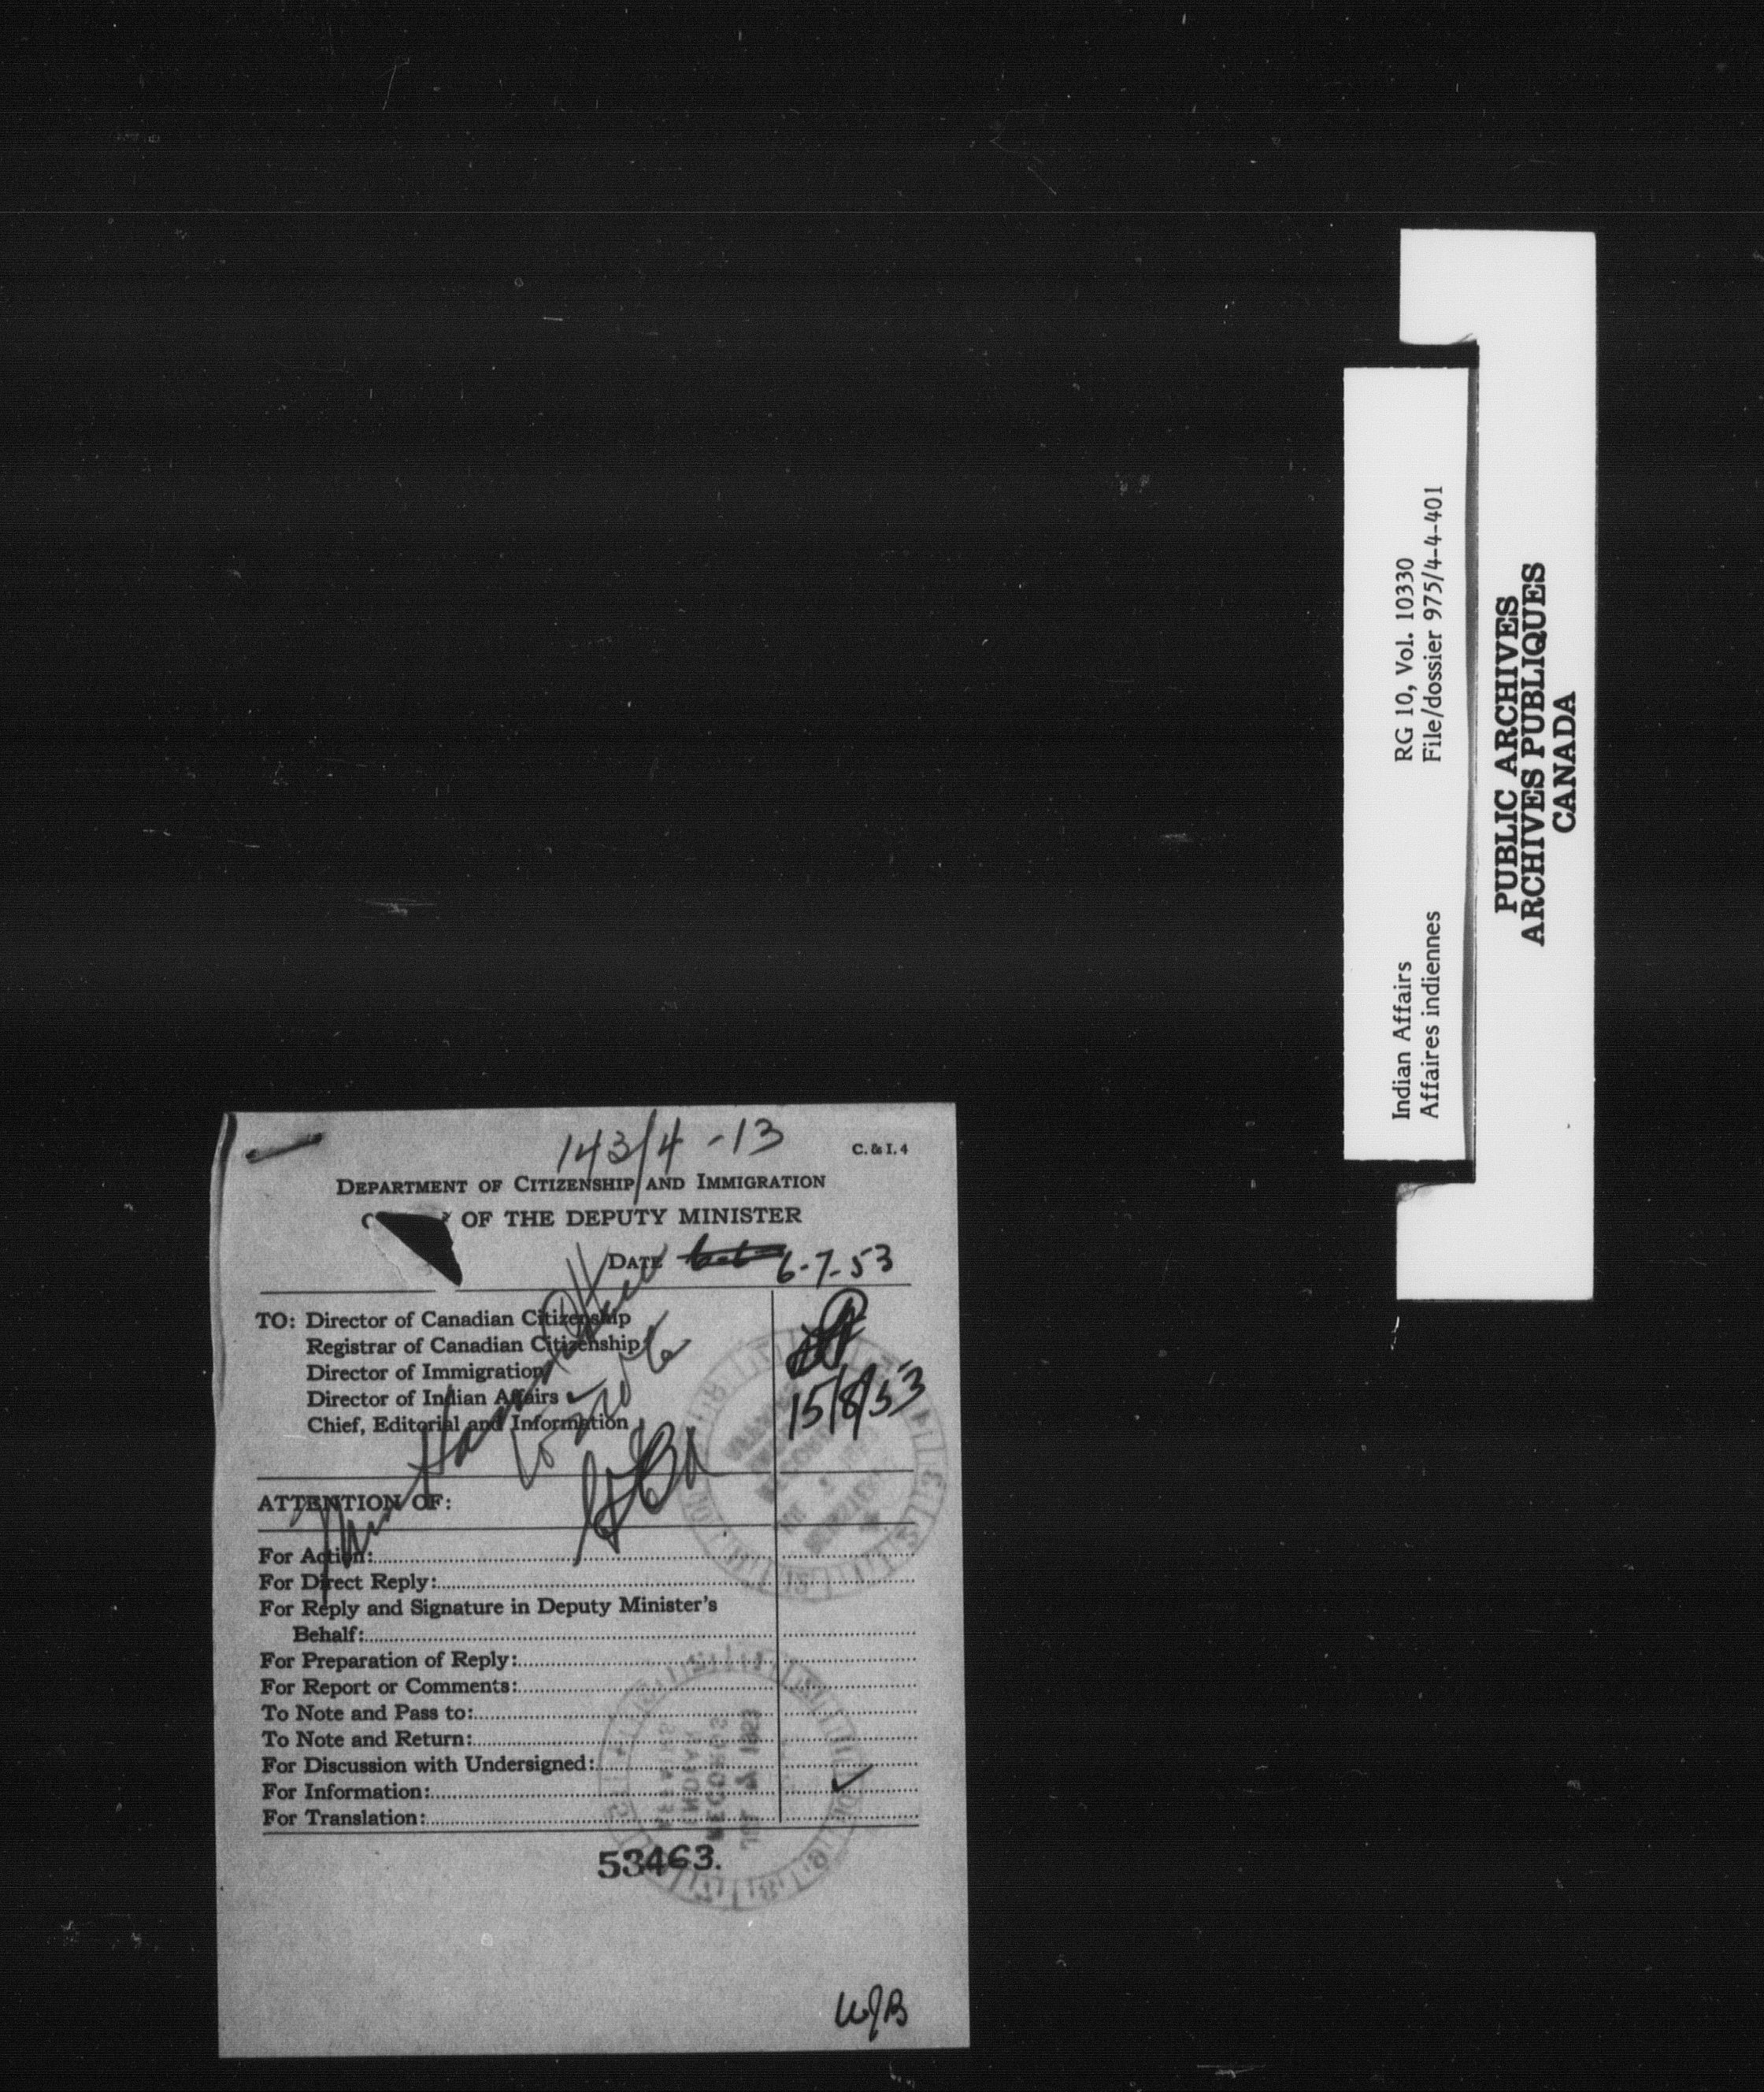 143/4-13
C. & I. 4
DEPARTMENT OF CITIZENSHIP AND IMMIGRATION
OF THE DEPUTY MINISTER
DATE 6-7-53
TO: Director of Canadian Citizenship
Registrar of Canadian Citizenship
Director of Immigration
Director of Indian Affairs ✓
Chief, Editorial and Information
15/8/53
to note
ATTENTION OF:
For Action:
For Direct Reply:
For Reply and Signature in Deputy Minister's
Behalf:
For Preparation of Reply:
For Report or Comments:
To Note and Pass to:
To Note and Return:
For Discussion with Undersigned:
For Information: ✓
For Translation:
53463.
Indian Affairs
Affaires indiennes
RG 10, Vol. 10330
File/dossier 975/4-4-401
PUBLIC ARCHIVES
ARCHIVES PUBLIQUES
CANADA